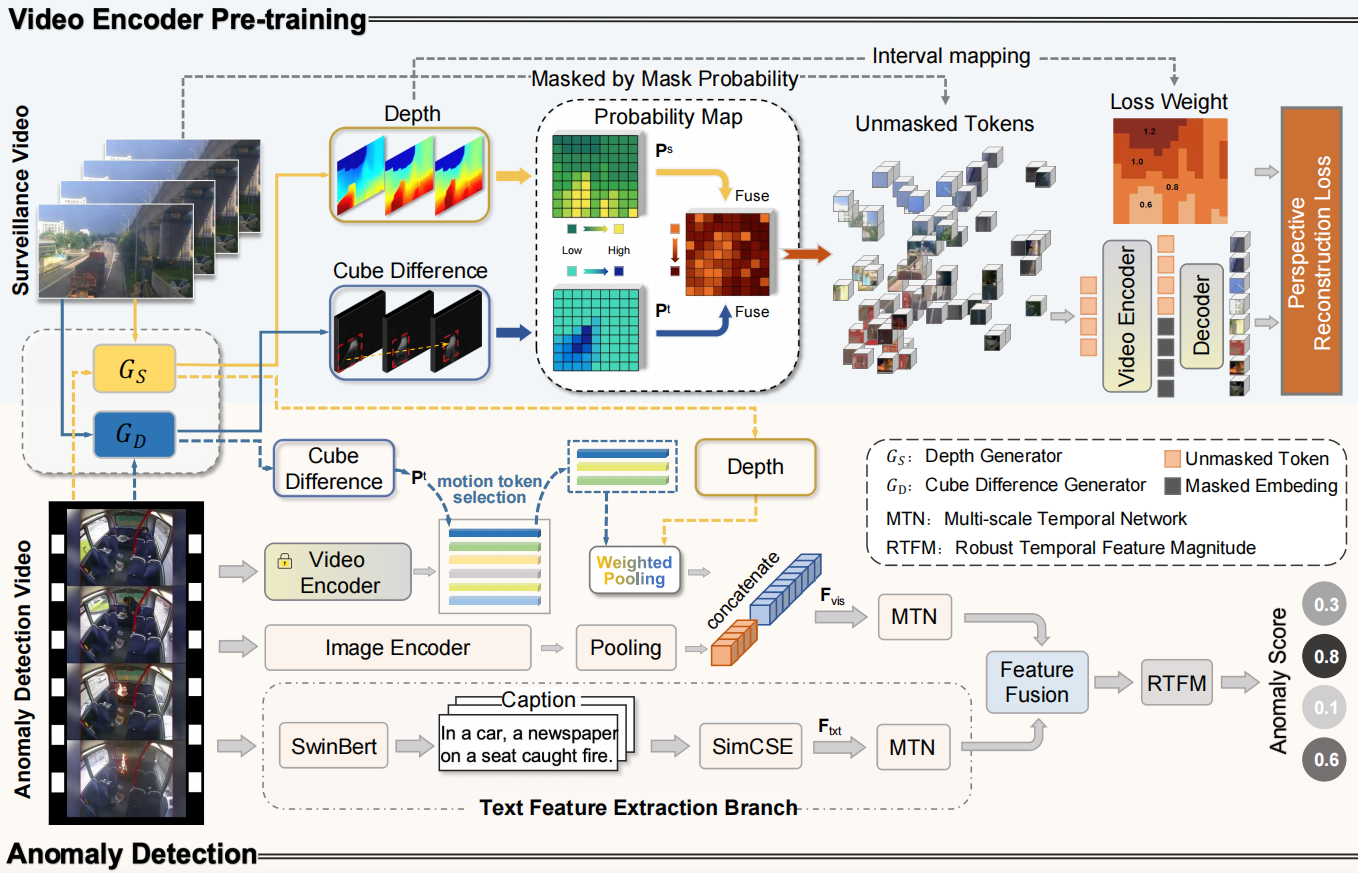 Video Encoder Pre-training
Interval mapping
Masked by Mask Probability
Surveillance Video
Depth
Probability Map
Unmasked Tokens
Loss Weight
1.2
1.0
0.8
0.6
Pˢ
Fuse
Low
High
Cube Difference
Pᵗ
Fuse
Video Encoder
Decoder
Perspective
Reconstruction Loss
G_S
G_D
Cube
Difference
Pᵗ
motion token
selection
Depth
G_S: Depth Generator
Unmasked Token
G_D: Cube Difference Generator
Masked Embeding
MTN: Multi-scale Temporal Network
RTFM: Robust Temporal Feature Magnitude
Anomaly Detection Video
Video
Encoder
Weighted
Pooling
concatenate
F_vis
MTN
Image Encoder
Pooling
Feature
Fusion
RTFM
Anomaly Score
0.3
0.8
0.1
0.6
SwinBert
Caption
In a car, a newspaper
on a seat caught fire.
SimCSE
F_txt
MTN
Text Feature Extraction Branch
Anomaly Detection